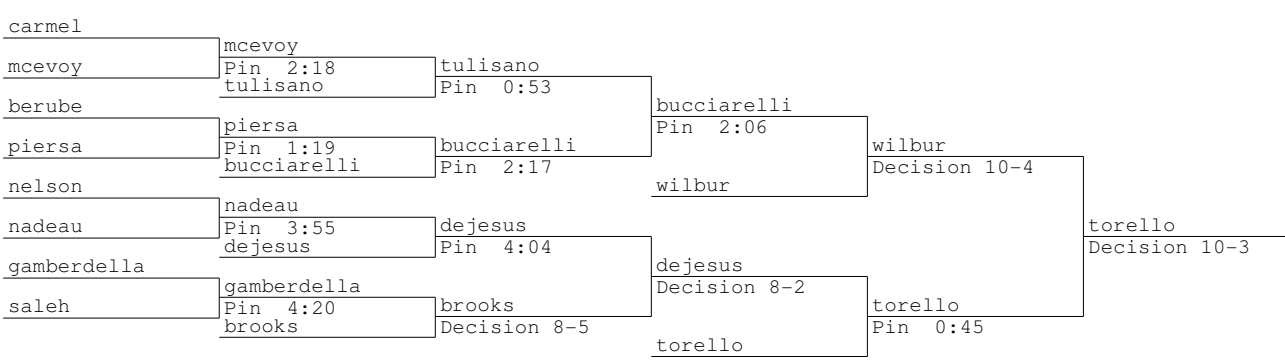 carmel
mcevoy
mcevoy
Pin 2:18
tulisano
tulisano
Pin 0:53
berube
piersa
piersa
Pin 1:19
bucciarelli
bucciarelli
Pin 2:17
bucciarelli
Pin 2:06
wilbur
wilbur
Decision 10-4
nelson
nadeau
nadeau
Pin 3:55
dejesus
dejesus
Pin 4:04
gamberdella
saleh
gamberdella
Pin 4:20
brooks
brooks
Decision 8-5
dejesus
Decision 8-2
torello
torello
Pin 0:45
torello
Decision 10-3